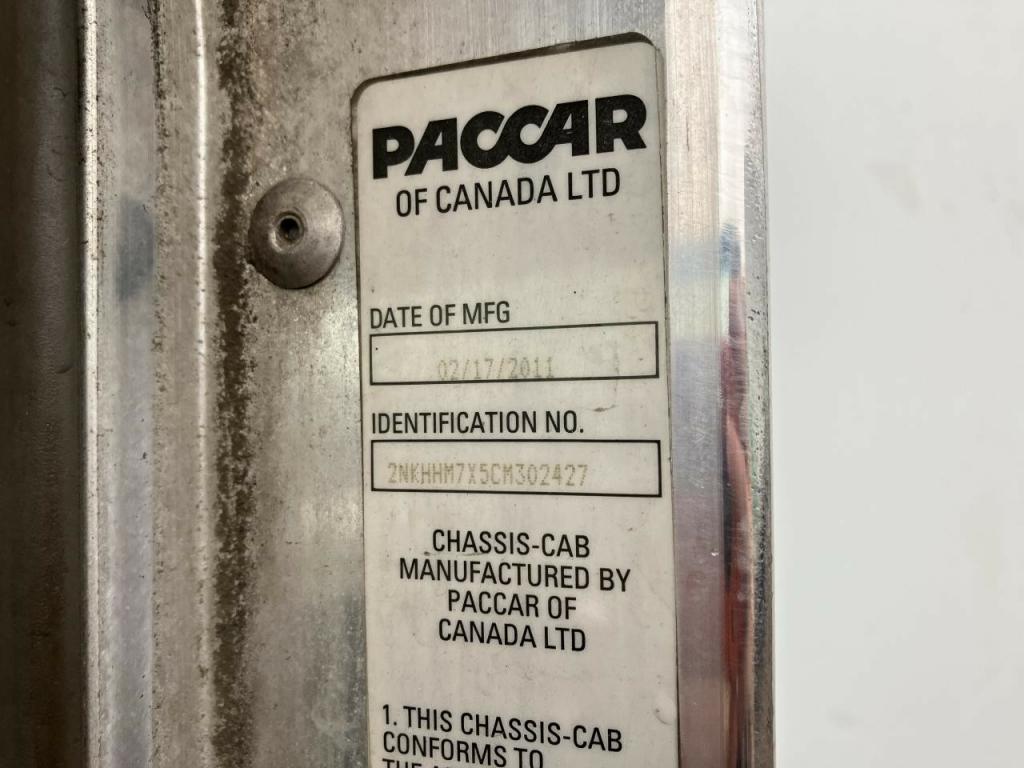 PACCAR
OF CANADA LTD
DATE OF MFG
02/17/2011
IDENTIFICATION NO.
2NKHHM7X5CM302427
CHASSIS-CAB
MANUFACTURED BY
PACCAR OF
CANADA LTD
1. THIS CHASSIS-CAB
CONFORMS TO
THE